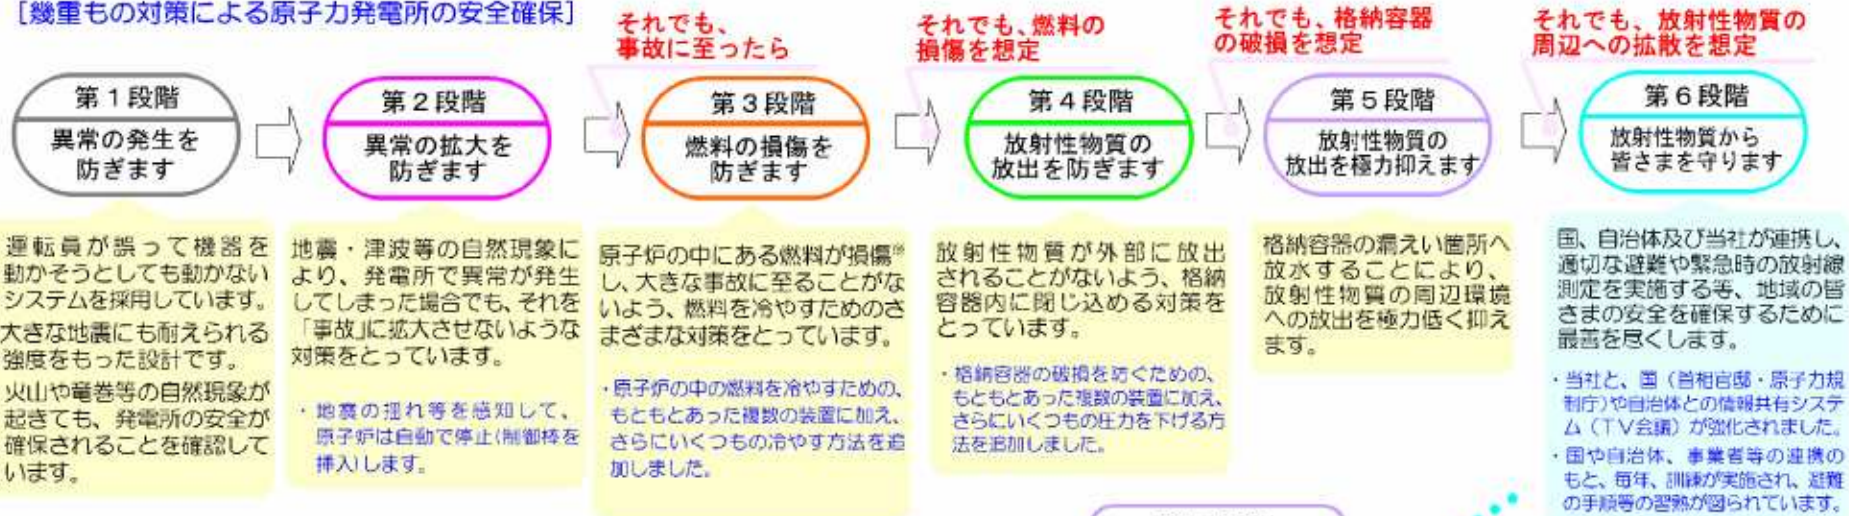 [幾重もの対策による原子力発電所の安全確保]
それでも、
事故に至ったら
それでも、燃料の
損傷を想定
それでも、格納容器
の破損を想定
それでも、放射性物質の
周辺への拡散を想定
第1段階
異常の発生を
防ぎます
第2段階
異常の拡大を
防ぎます
第3段階
燃料の損傷を
防ぎます
第4段階
放射性物質の
放出を防ぎます
第5段階
放射性物質の
放出を極力抑えます
第6段階
放射性物質から
皆さまを守ります
運転員が誤って機器を
動かそうとしても動かない
システムを採用しています。
大きな地震にも耐えられる
強度をもった設計です。
火山や竜巻等の自然現象が
起きても、発電所の安全が
確保されることを確認して
います。
地震・津波等の自然現象に
より、発電所で異常が発生
してしまった場合でも、それを
「事故」に拡大させないような
対策をとっています。
・地震の揺れ等を感知して、
原子炉は自動で停止(制御棒を
挿入)します。
原子炉の中にある燃料が損傷※
し、大きな事故に至ることがな
いよう、燃料を冷やすためのさ
まざまな対策をとっています。
・原子炉の中の燃料を冷やすための、
もともとあった複数の装置に加え、
さらにいくつもの冷やす方法を追
加しました。
放射性物質が外部に放出
されることがないよう、格納
容器内に閉じ込める対策を
とっています。
・格納容器の破損を防ぐための、
もともとあった複数の装置に加え、
さらにいくつもの圧力を下げる方
法を追加しました。
格納容器の漏えい箇所へ
放水することにより、
放射性物質の周辺環境
への放出を極力低く抑え
ます。
国、自治体及び当社が連携し、
適切な避難や緊急時の放射線
測定を実施する等、地域の皆
さまの安全を確保するために
最善を尽くします。
・当社と、国(首相官邸・原子力規
制庁)や自治体との情報共有システ
ム(TV会議)が強化されました。
・国や自治体、事業者等の連携の
もと、毎年、訓練が実施され、避難
の手順等の習熟が図られています。